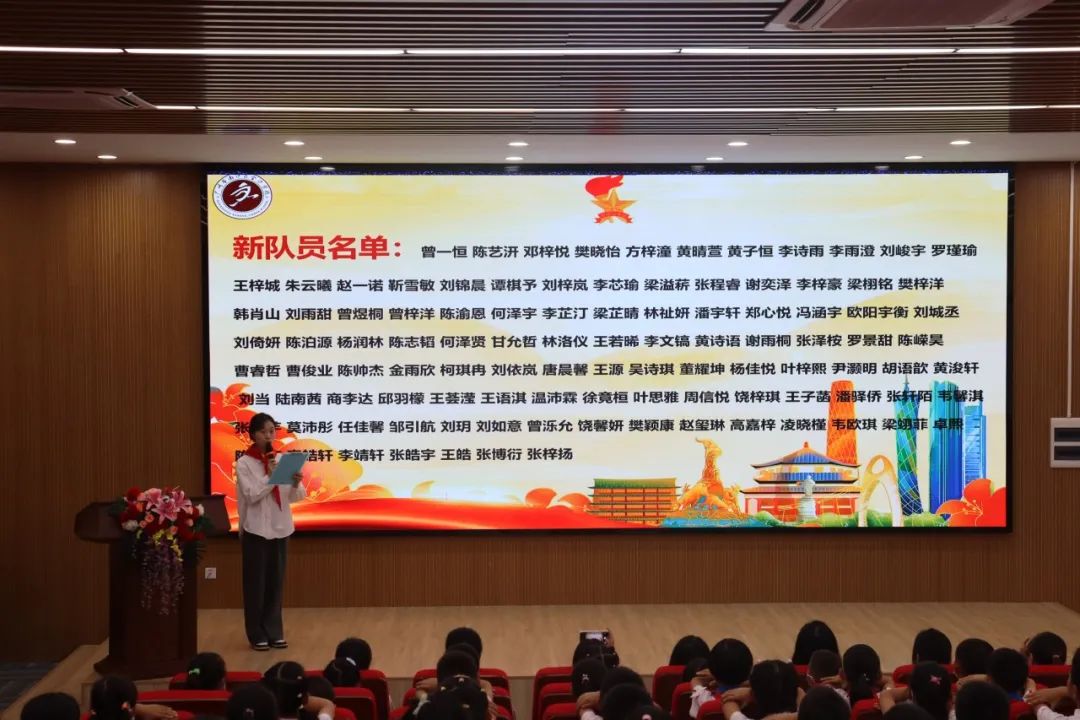 新队员名单：曾一恒 陈艺汧 邓梓悦 樊晓怡 方梓潼 黄晴萱 黄子恒 李诗雨 李雨澄 刘峻宇 罗瑾瑜
王梓城 朱云曦 赵一诺 靳雪敏 刘锦晨 谭棋予 刘梓岚 李芯瑜 梁溢菥 张程睿 谢奕泽 李梓豪 梁栩铭 樊梓洋
韩肖山 刘雨甜 曾煜桐 曾梓洋 陈渝恩 何泽宇 李芷汀 梁芷晴 林祉妍 潘宇轩 郑心悦 冯涵宇 欧阳宇衡 刘城丞
刘倚妍 陈泊源 杨润林 陈志韬 何泽贤 甘允哲 林洛仪 王若晞 李文镐 黄诗语 谢雨桐 张泽桉 罗景甜 陈嵘昊
曹睿哲 曹俊业 陈帅杰 金雨欣 柯琪冉 刘依岚 唐晨馨 王源 吴诗琪 董耀坤 杨佳悦 叶梓熙 尹灏明 胡语歆 黄浚轩
刘当 陆南茜 商李达 邱羽檬 王荟滢 王语淇 温沛霖 徐竟桓 叶思雅 周信悦 饶梓琪 王子菡 潘驿侨 张轩陌 韦馨淇
张 莫沛彤 任佳馨 邹引航 刘玥 刘如意 曾泺允 饶馨妍 樊颖康 赵玺琳 高嘉梓 凌晓槿 韦欧琪 梁翊菲 卓熙
轩 李靖轩 张皓宇 王皓 张博衍 张梓扬